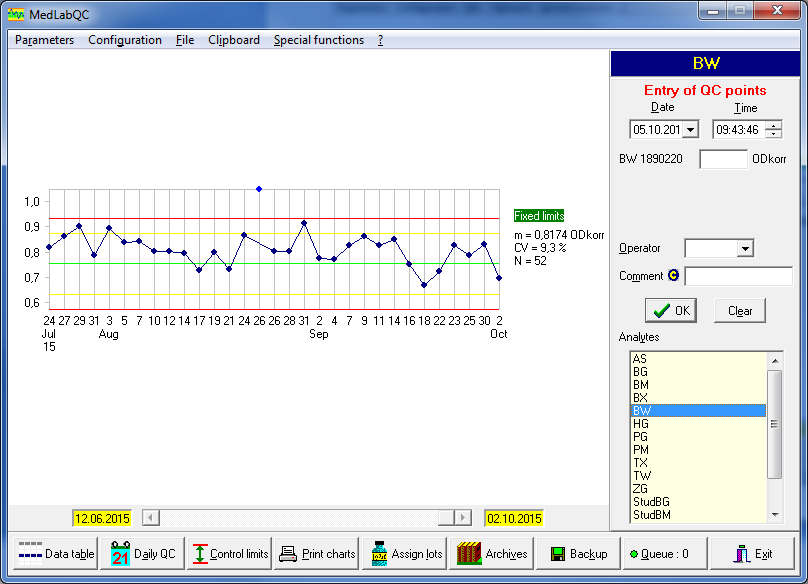 MedLabQC
Parameters Configuration File Clipboard Special functions ?
BW
Entry of QC points
Date Time
05.10.201 09:43:46
BW 1890220 ODkorr
1,0
0,9
0,8
0,7
0,6
Fixed limits
m = 0,8174 ODkorr
CV = 9,3 %
N = 52
24 27 29 31 3 5 7 10 12 14 17 19 21 24 26 26 28 31 2 4 7 9 11 14 16 18 22 23 25 30 2
Jul Aug Sep Oct
15
Operator
Comment C
OK Clear
Analytes
AS
BG
BM
BX
BW
HG
PG
PM
TX
TW
ZG
StudBG
StudBM
12.06.2015 02.10.2015
Data table Daily QC Control limits Print charts Assign lots Archives Backup Queue : 0 Exit
21